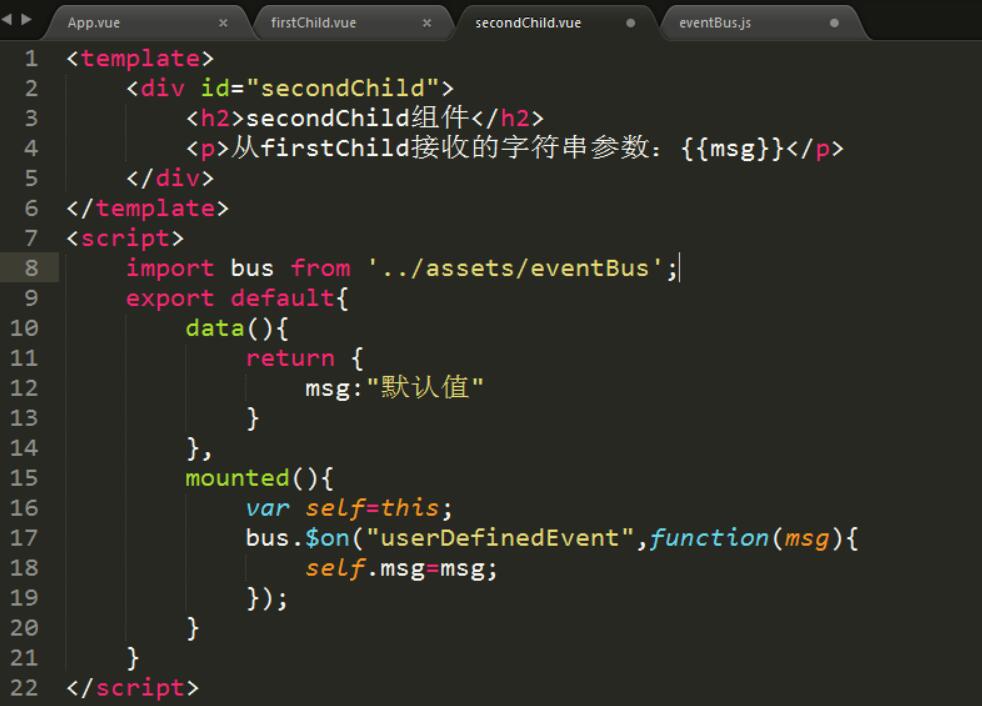 App.vue × firstChild.vue × secondChild.vue ● eventBus.js ●
1 <template>
2     <div id="secondChild">
3         <h2>secondChild组件</h2>
4         <p>从firstChild接收的字符串参数：{{msg}}</p>
5     </div>
6 </template>
7 <script>
8     import bus from '../assets/eventBus';
9     export default{
10         data(){
11             return {
12                 msg:"默认值"
13             }
14         },
15         mounted(){
16             var self=this;
17             bus.$on("userDefinedEvent",function(msg){
18                 self.msg=msg;
19             });
20         }
21     }
22 </script>